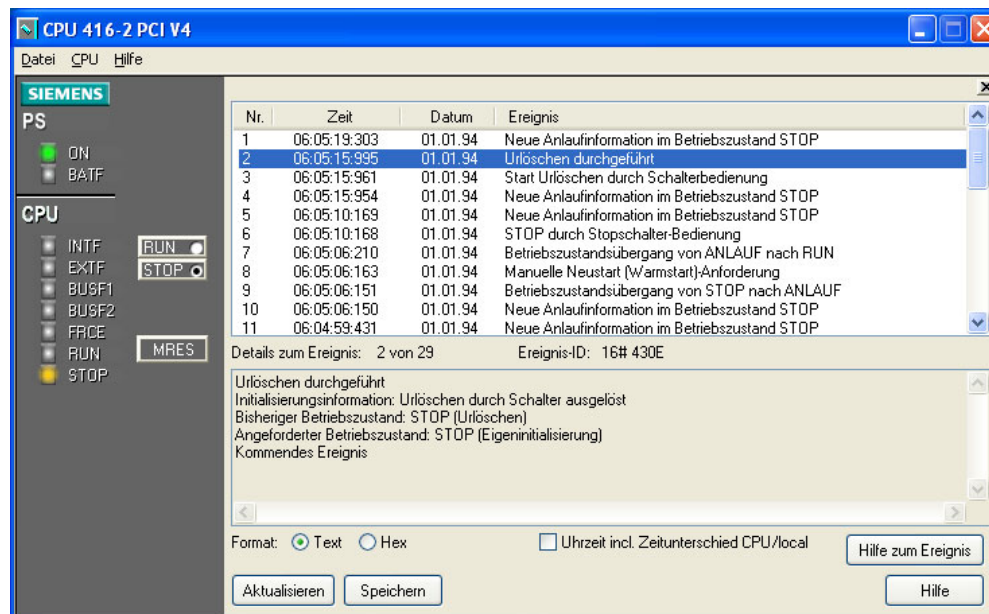 CPU 416-2 PCI V4
Datei CPU Hilfe
SIEMENS
PS
ON
BATF
CPU
INTF
EXTF
BUSF1
BUSF2
FRCE
RUN
STOP
RUN
STOP
MRES
Nr. Zeit Datum Ereignis
1 06:05:19:303 01.01.94 Neue Anlaufinformation im Betriebszustand STOP
2 06:05:15:995 01.01.94 Urlöschen durchgeführt
3 06:05:15:961 01.01.94 Start Urlöschen durch Schalterbedienung
4 06:05:15:954 01.01.94 Neue Anlaufinformation im Betriebszustand STOP
5 06:05:10:169 01.01.94 Neue Anlaufinformation im Betriebszustand STOP
6 06:05:10:168 01.01.94 STOP durch Stopschalter-Bedienung
7 06:05:06:210 01.01.94 Betriebszustandsübergang von ANLAUF nach RUN
8 06:05:06:163 01.01.94 Manuelle Neustart (Warmstart)-Anforderung
9 06:05:06:151 01.01.94 Betriebszustandsübergang von STOP nach ANLAUF
10 06:05:06:150 01.01.94 Neue Anlaufinformation im Betriebszustand STOP
11 06:04:59:431 01.01.94 Neue Anlaufinformation im Betriebszustand STOP
Details zum Ereignis: 2 von 29 Ereignis-ID: 16# 430E
Urlöschen durchgeführt
Initialisierungsinformation: Urlöschen durch Schalter ausgelöst
Bisheriger Betriebszustand: STOP (Urlöschen)
Angeforderter Betriebszustand: STOP (Eigeninitialisierung)
Kommendes Ereignis
Format: Text Hex Uhrzeit incl. Zeitunterschied CPU/local
Hilfe zum Ereignis
Aktualisieren Speichern Hilfe